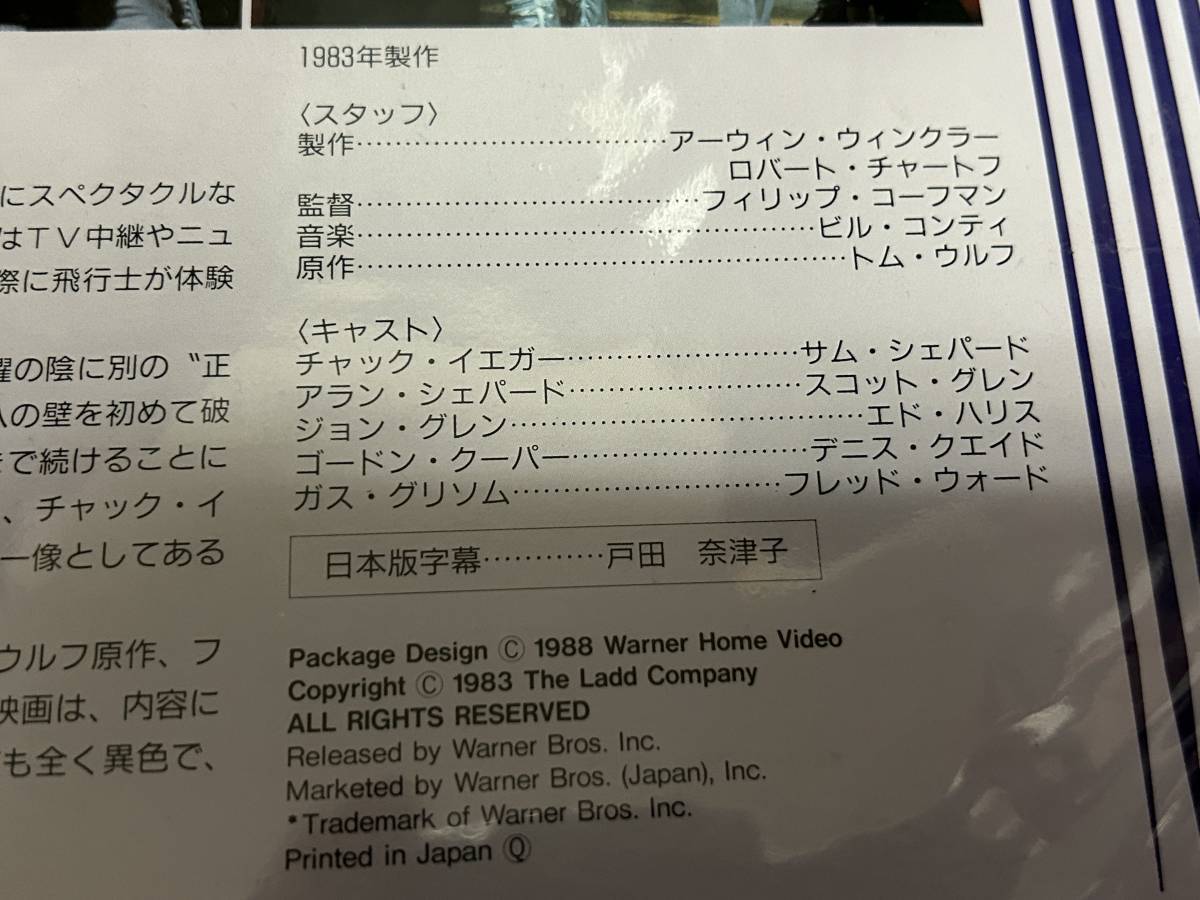 にスペクタクルな
はＴＶ中継やニュ
際に飛行士が体験
の陰に別の〝正
の壁を初めて破
で続けることに
、チャック・イ
一像としてある
ウルフ原作、フ
映画は、内容に
も全く異色で、
1983年製作
〈スタッフ〉
製作……………………………アーウィン・ウィンクラー
ロバート・チャートフ
監督………………………………フィリップ・コーフマン
音楽…………………………………………ビル・コンティ
原作……………………………………………トム・ウルフ
〈キャスト〉
チャック・イエガー……………………サム・シェパード
アラン・シェパード……………………スコット・グレン
ジョン・グレン………………………………エド・ハリス
ゴードン・クーパー……………………デニス・クエイド
ガス・グリソム………………………フレッド・ウォード
日本版字幕…………戸田　奈津子
Package Design Ⓒ 1988 Warner Home Video
Copyright Ⓒ 1983 The Ladd Company
ALL RIGHTS RESERVED
Released by Warner Bros. Inc.
Marketed by Warner Bros. (Japan), Inc.
*Trademark of Warner Bros. Inc.
Printed in Japan Ⓠ